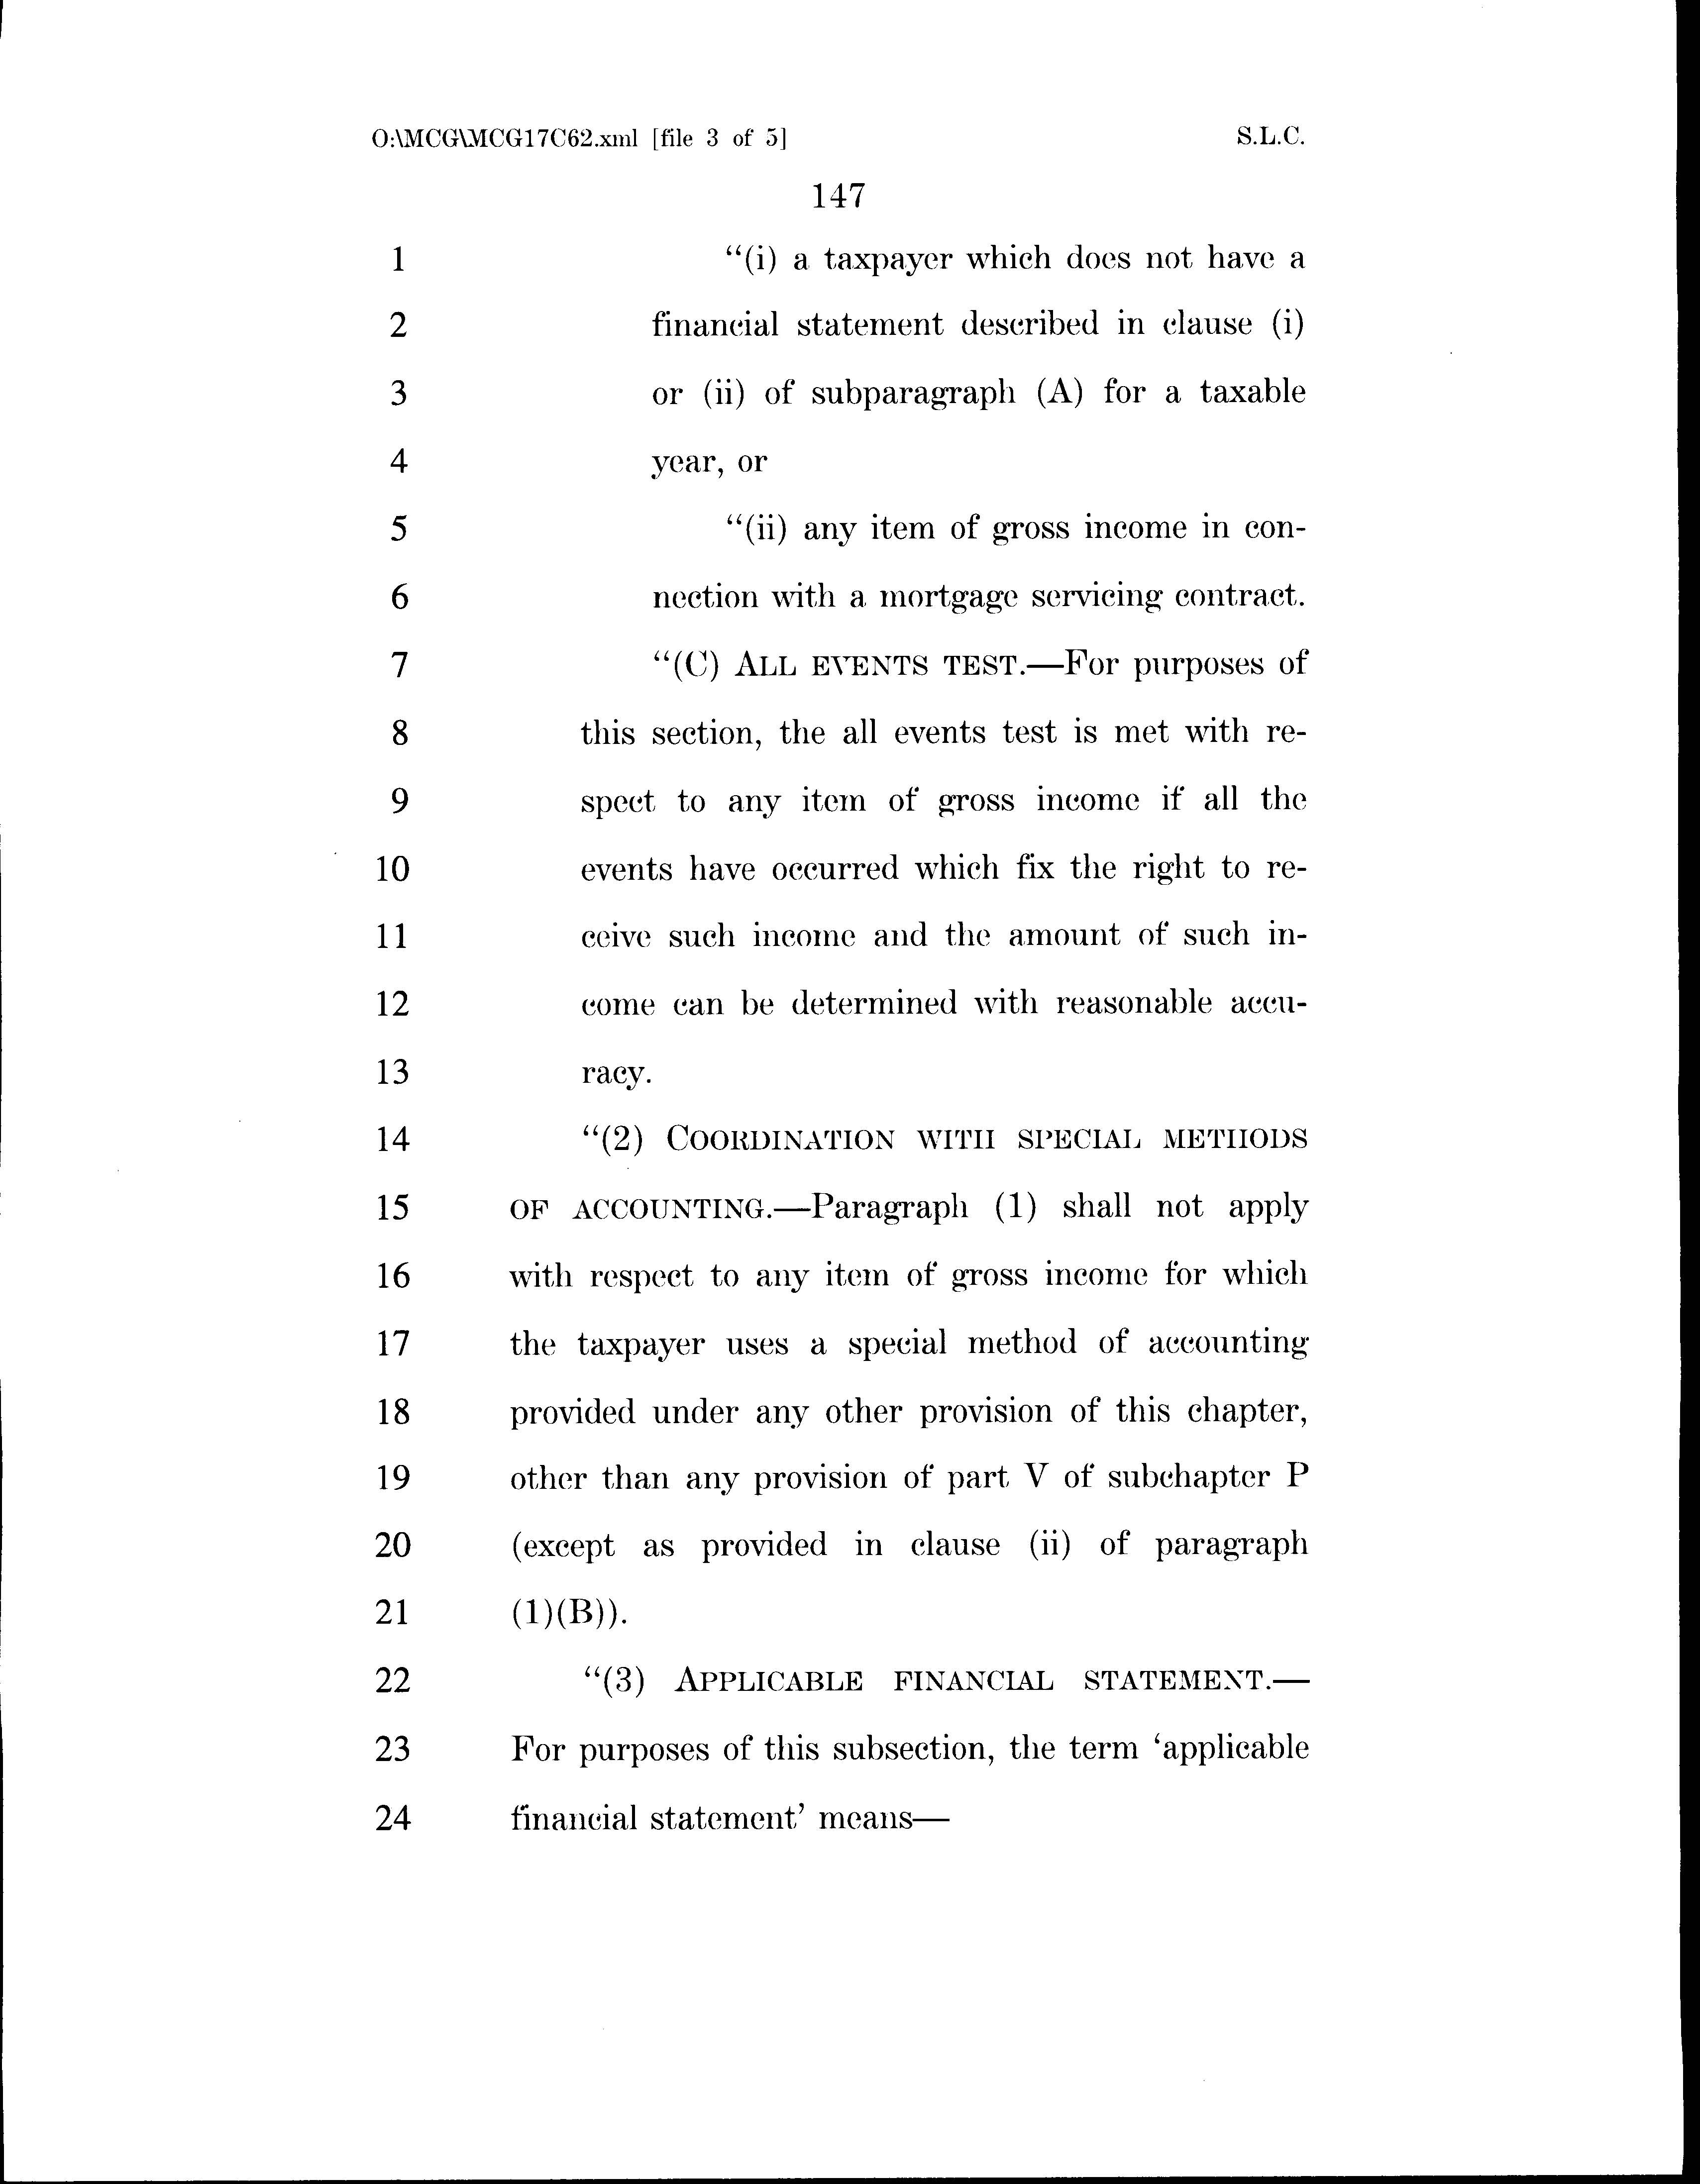 O:\MCG\MCG17C62.xml [file 3 of 5] S.L.C.
147
1 “(i) a taxpayer which does not have a
2 financial statement described in clause (i)
3 or (ii) of subparagraph (A) for a taxable
4 year, or
5 “(ii) any item of gross income in con-
6 nection with a mortgage servicing contract.
7 “(C) ALL EVENTS TEST.—For purposes of
8 this section, the all events test is met with re-
9 spect to any item of gross income if all the
10 events have occurred which fix the right to re-
11 ceive such income and the amount of such in-
12 come can be determined with reasonable accu-
13 racy.
14 “(2) COORDINATION WITH SPECIAL METHODS
15 OF ACCOUNTING.—Paragraph (1) shall not apply
16 with respect to any item of gross income for which
17 the taxpayer uses a special method of accounting
18 provided under any other provision of this chapter,
19 other than any provision of part V of subchapter P
20 (except as provided in clause (ii) of paragraph
21 (1)(B)).
22 “(3) APPLICABLE FINANCIAL STATEMENT.—
23 For purposes of this subsection, the term ‘applicable
24 financial statement’ means—